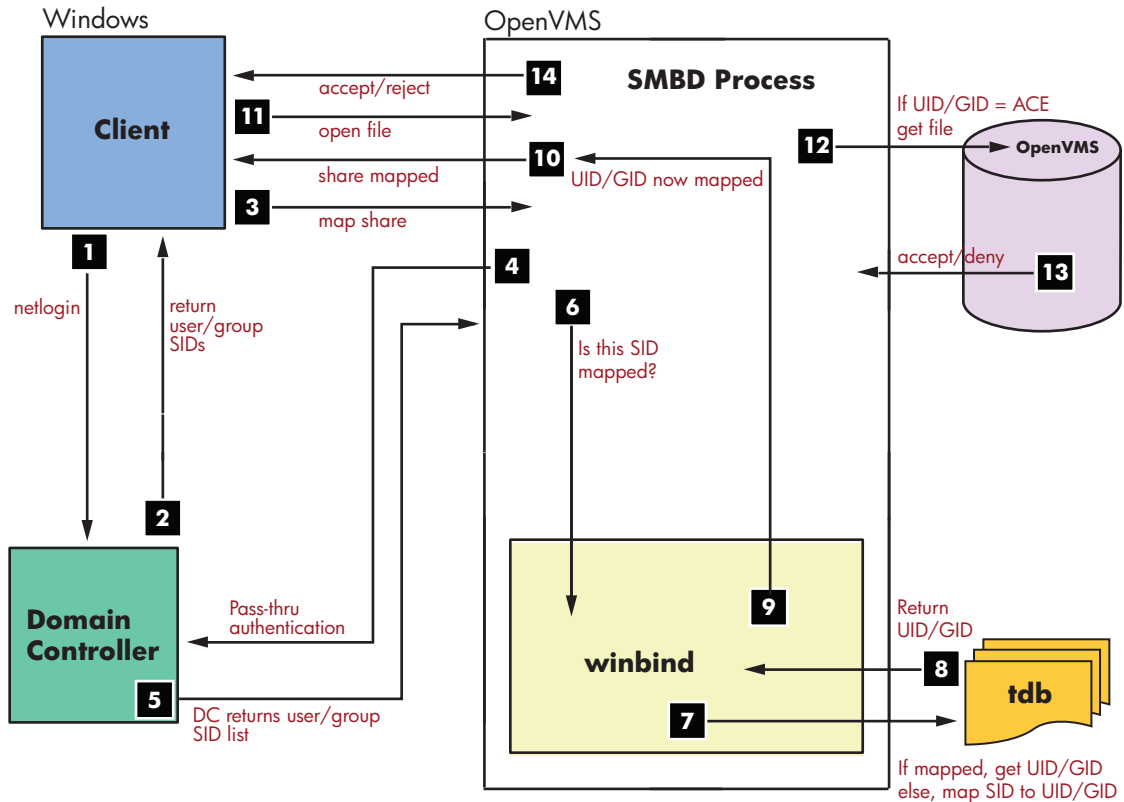 Windows
OpenVMS
14
SMBD Process
accept/reject
If UID/GID = ACE
get file
Client
11
open file
12
OpenVMS
10
share mapped
UID/GID now mapped
3
map share
1
4
accept/deny
13
netlogin
return
user/group
SIDs
6
Is this SID
mapped?
2
Domain
Controller
Pass-thru
authentication
9
Return
UID/GID
winbind
8
tdb
5
DC returns user/group
SID list
7
If mapped, get UID/GID
else, map SID to UID/GID